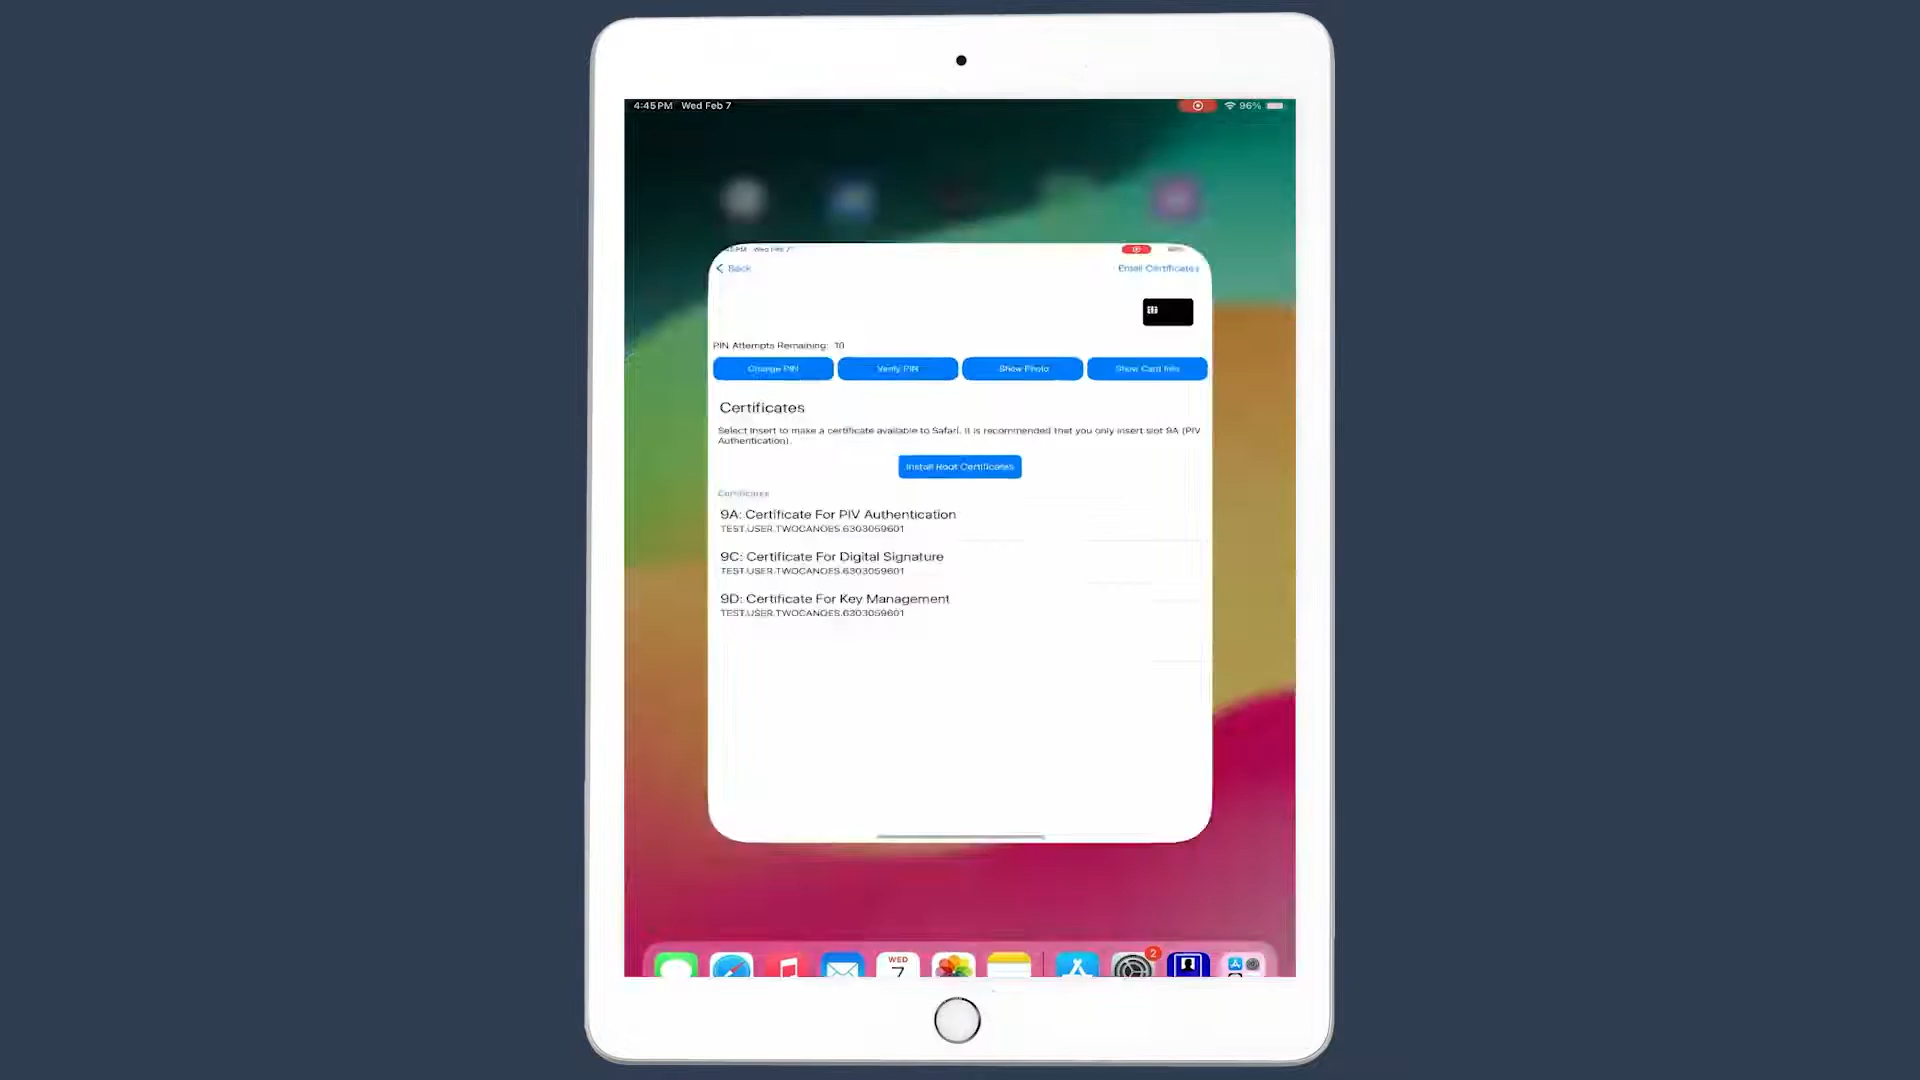 4:45 PM Wed Feb 7
96%
Wed Feb 7
Back
Email Certificates
PIN Attempts Remaining: 10
Change PIN
Verify PIN
Show Photo
Show Card Info
Certificates
Select Insert to make a certificate available to Safari. It is recommended that you only insert slot 9A (PIV
Authentication).
Install Root Certificates
Certificates
9A: Certificate For PIV Authentication
TEST.USER.TWOCANOES.6303059601
9C: Certificate For Digital Signature
TEST.USER.TWOCANOES.6303059601
9D: Certificate For Key Management
TEST.USER.TWOCANOES.6303059601
WED
7
2